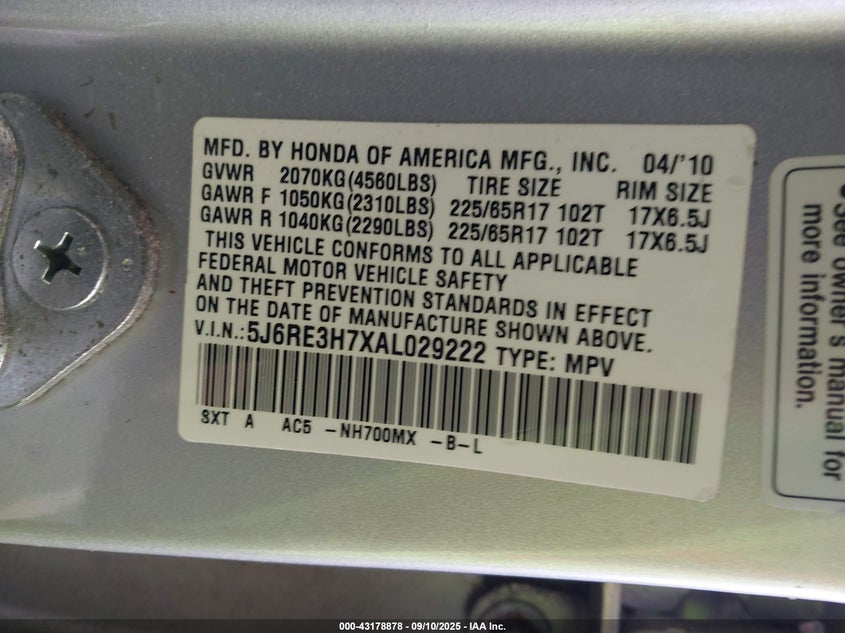 MFD. BY HONDA OF AMERICA MFG., INC. 04/'10
GVWR 2070KG(4560LBS) TIRE SIZE RIM SIZE
GAWR F 1050KG(2310LBS) 225/65R17 102T 17X6.5J
GAWR R 1040KG(2290LBS) 225/65R17 102T 17X6.5J
THIS VEHICLE CONFORMS TO ALL APPLICABLE
FEDERAL MOTOR VEHICLE SAFETY
AND THEFT PREVENTION STANDARDS IN EFFECT
ON THE DATE OF MANUFACTURE SHOWN ABOVE.
V.I.N.:5J6RE3H7XAL029222 TYPE: MPV
SXT A AC5 -NH700MX -B-L
●See owner's manual for
more information.
000-43178878 - 09/10/2025 - IAA Inc.